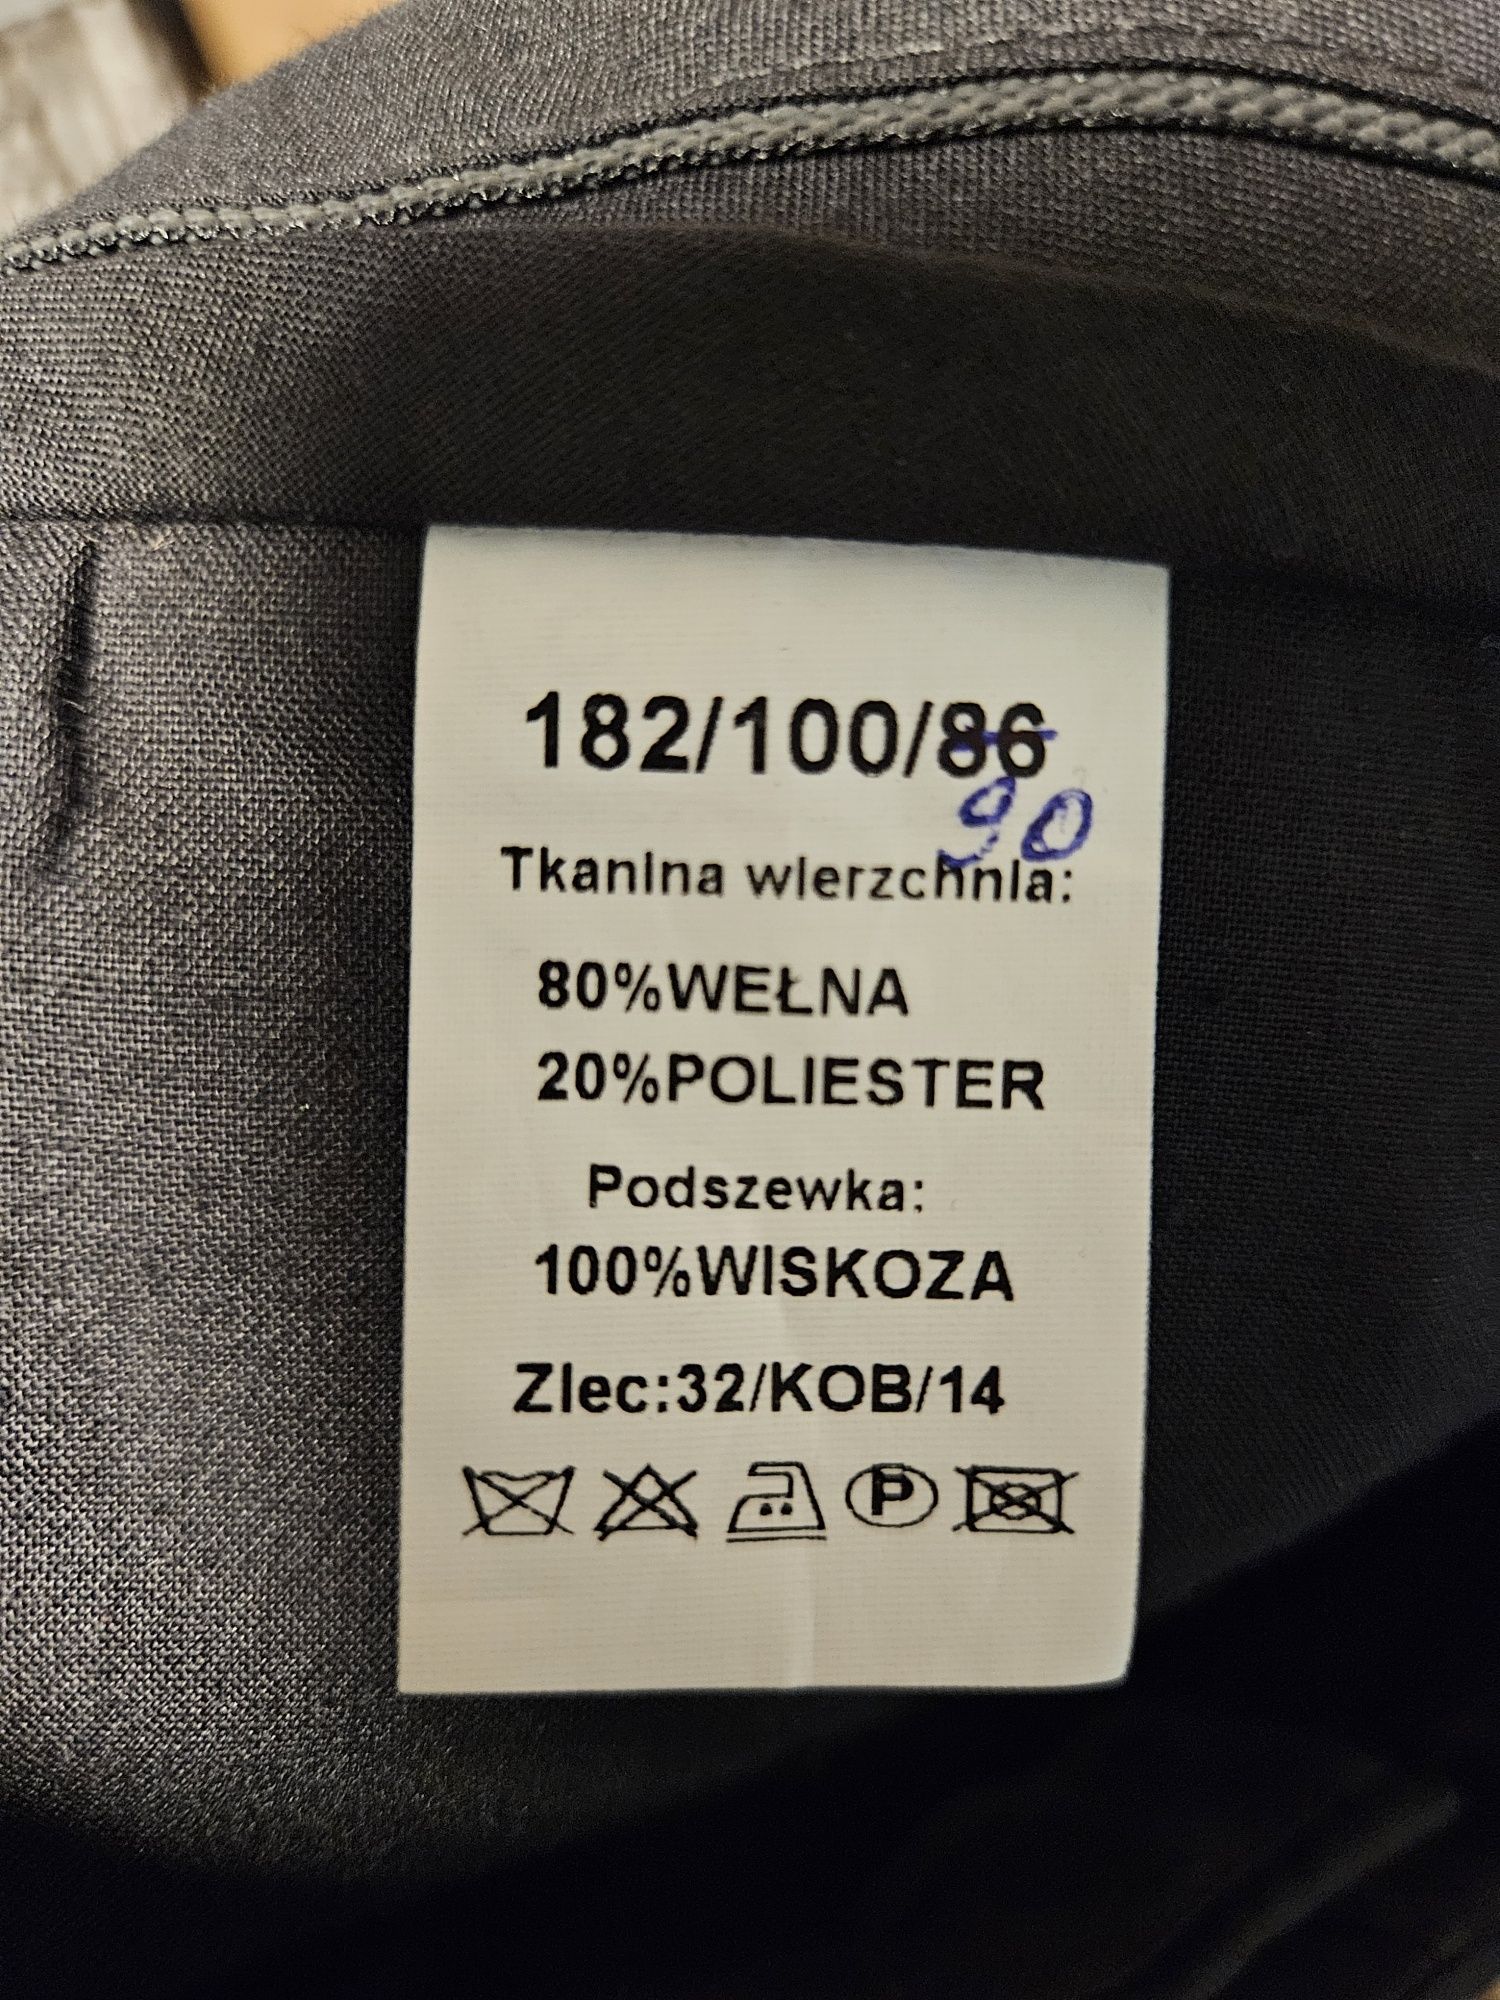 182/100/86
90
Tkanina wierzchnia:
80%WEŁNA
20%POLIESTER
Podszewka:
100%WISKOZA
Zlec:32/KOB/14
P